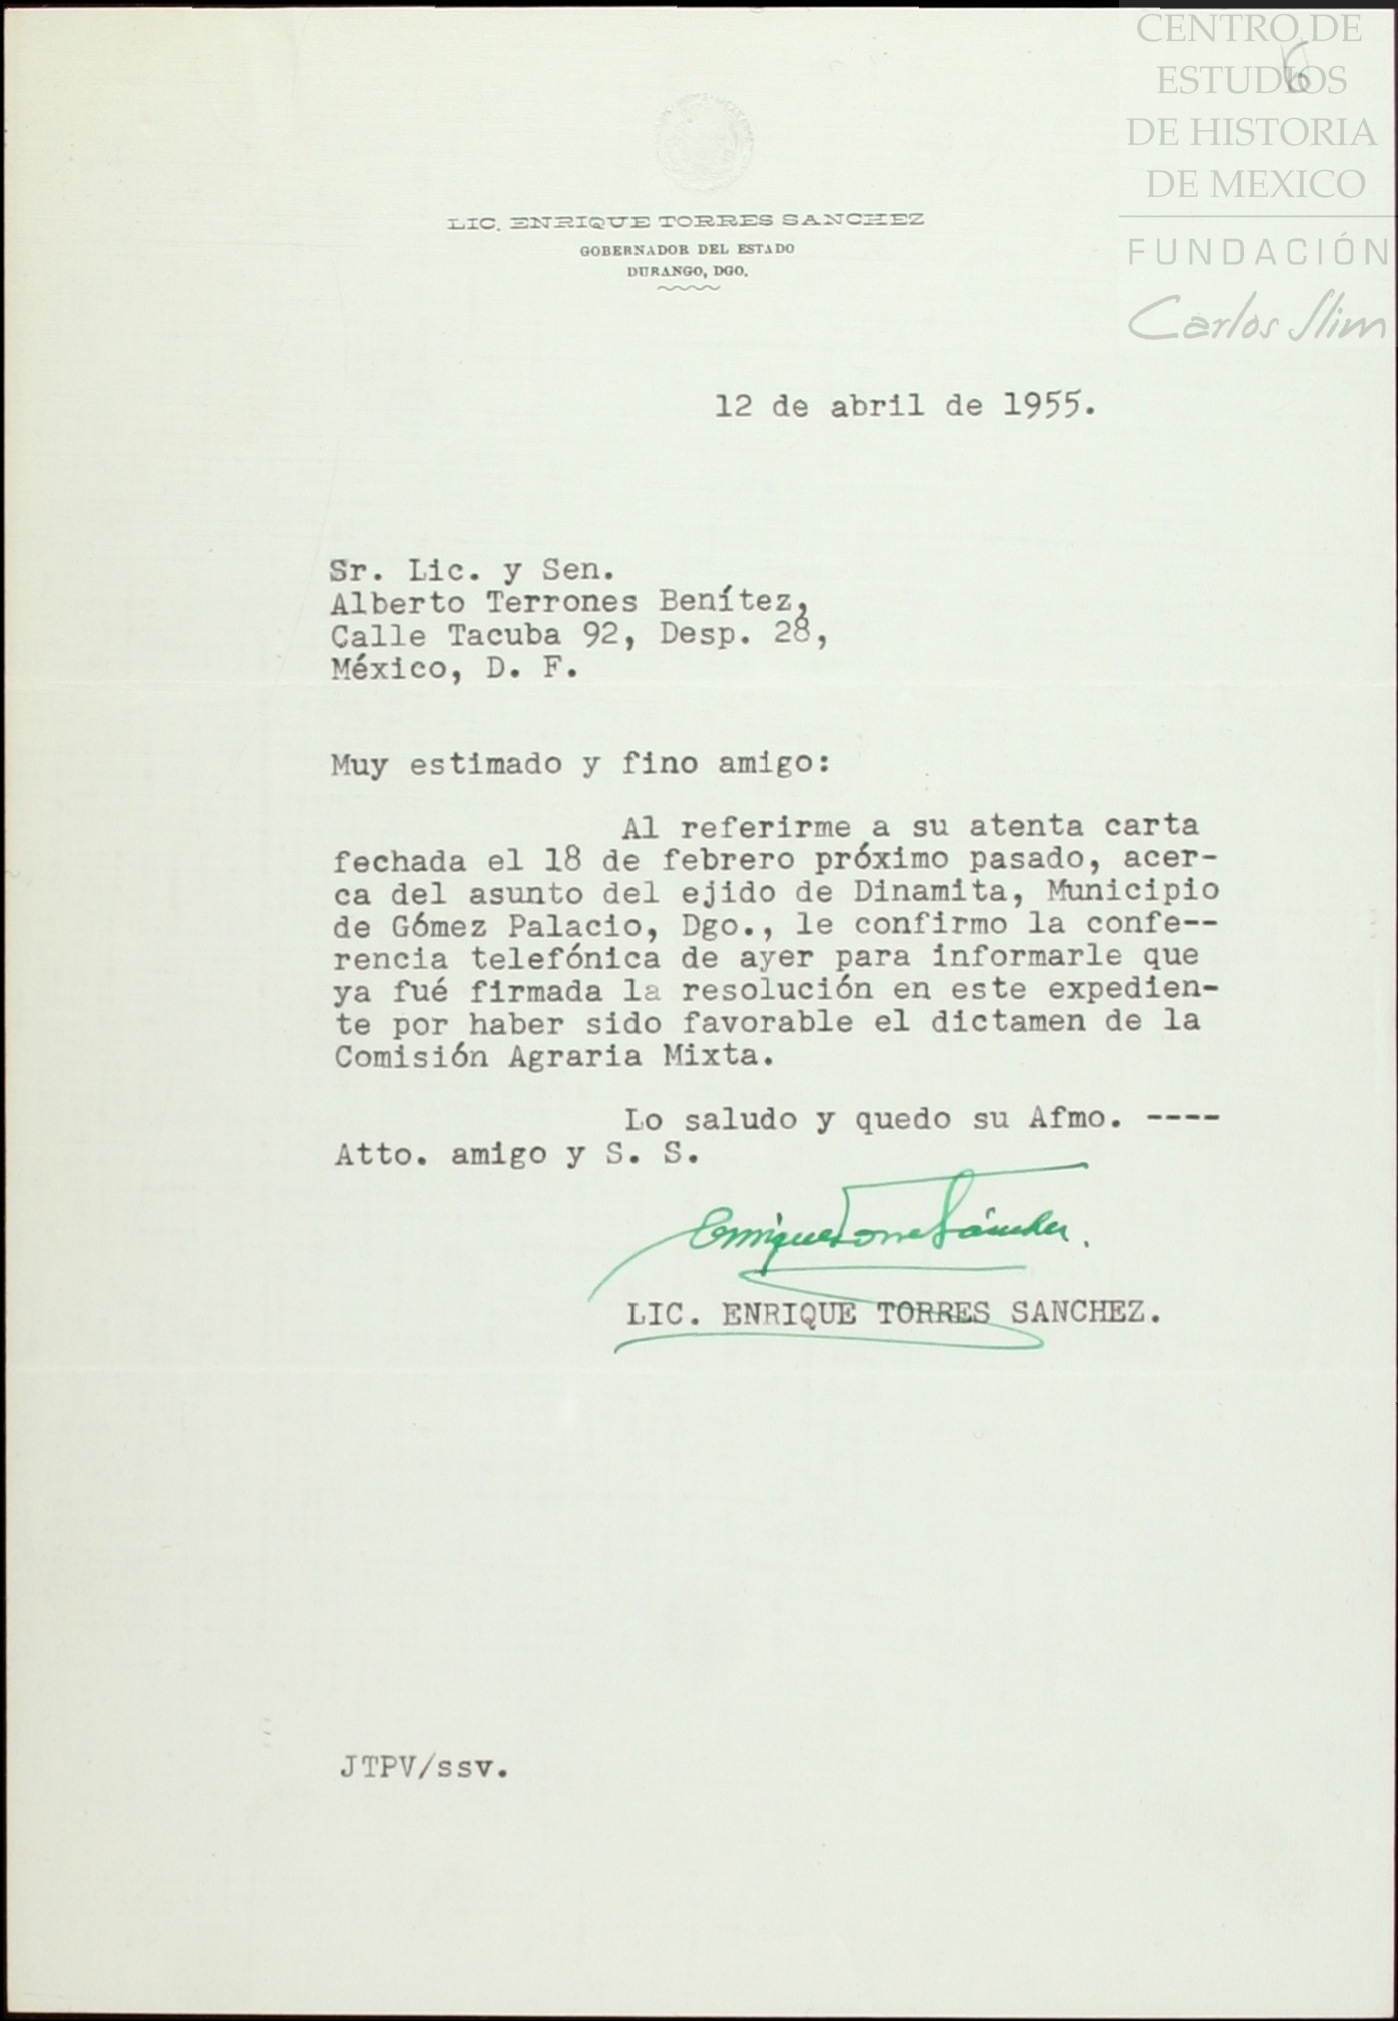 CENTRO DE
ESTUDIOS
DE HISTORIA
DE MEXICO
FUNDACIÓN
Carlos Slim
6
LIC. ENRIQUE TORRES SANCHEZ
GOBERNADOR DEL ESTADO
DURANGO, DGO.
12 de abril de 1955.
Sr. Lic. y Sen.
Alberto Terrones Benítez,
Calle Tacuba 92, Desp. 28,
México, D. F.
Muy estimado y fino amigo:
Al referirme a su atenta carta
fechada el 18 de febrero próximo pasado, acer-
ca del asunto del ejido de Dinamita, Municipio
de Gómez Palacio, Dgo., le confirmo la confe--
rencia telefónica de ayer para informarle que
ya fué firmada la resolución en este expedien-
te por haber sido favorable el dictamen de la
Comisión Agraria Mixta.
Lo saludo y quedo su Afmo. ----
Atto. amigo y S. S.
Enrique Torres Sánchez.
LIC. ENRIQUE TORRES SANCHEZ.
JTPV/ssv.